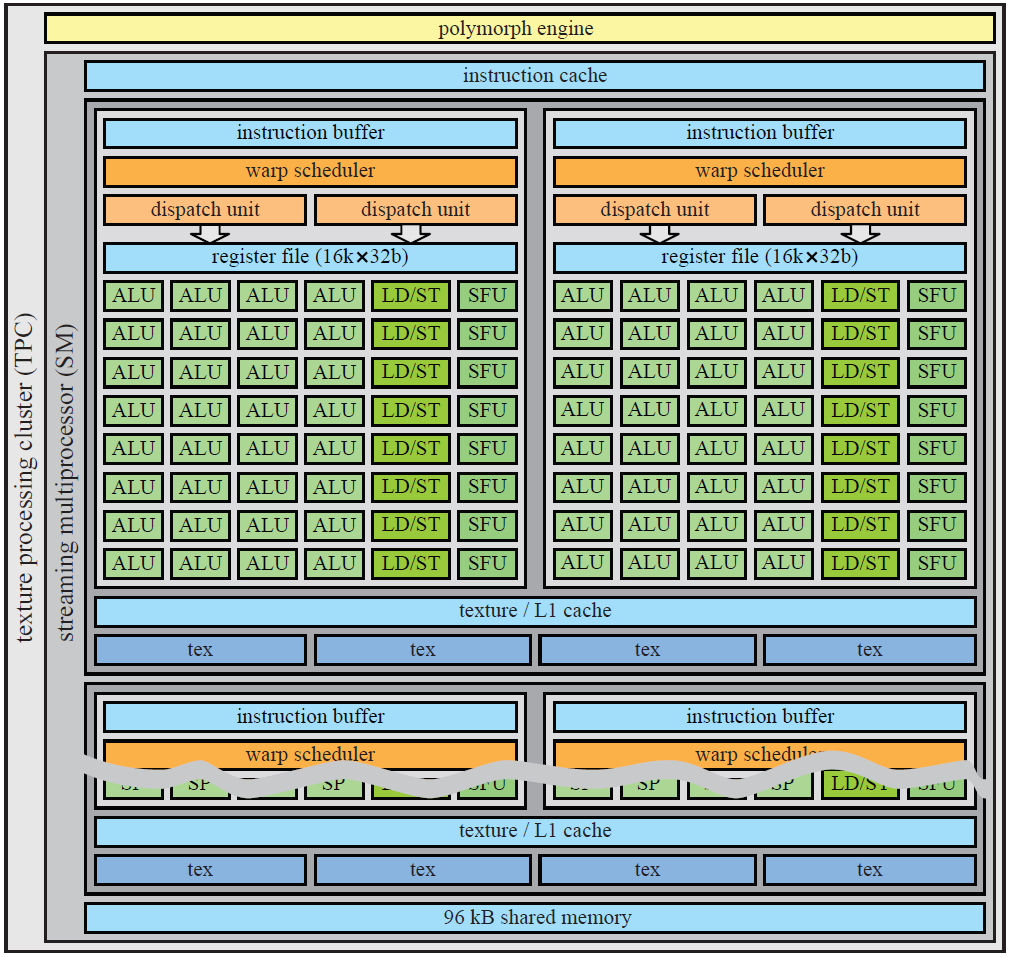 polymorph engine
texture processing cluster (TPC)
streaming multiprocessor (SM)
instruction cache
instruction buffer instruction buffer
warp scheduler warp scheduler
dispatch unit dispatch unit dispatch unit dispatch unit
register file (16k×32b) register file (16k×32b)
ALU ALU ALU ALU LD/ST SFU ALU ALU ALU ALU LD/ST SFU
ALU ALU ALU ALU LD/ST SFU ALU ALU ALU ALU LD/ST SFU
ALU ALU ALU ALU LD/ST SFU ALU ALU ALU ALU LD/ST SFU
ALU ALU ALU ALU LD/ST SFU ALU ALU ALU ALU LD/ST SFU
ALU ALU ALU ALU LD/ST SFU ALU ALU ALU ALU LD/ST SFU
ALU ALU ALU ALU LD/ST SFU ALU ALU ALU ALU LD/ST SFU
ALU ALU ALU ALU LD/ST SFU ALU ALU ALU ALU LD/ST SFU
ALU ALU ALU ALU LD/ST SFU ALU ALU ALU ALU LD/ST SFU
texture / L1 cache
tex tex tex tex
instruction buffer instruction buffer
warp scheduler warp scheduler
SP SP SP SP LD/ST SFU
texture / L1 cache
tex tex tex tex
96 kB shared memory